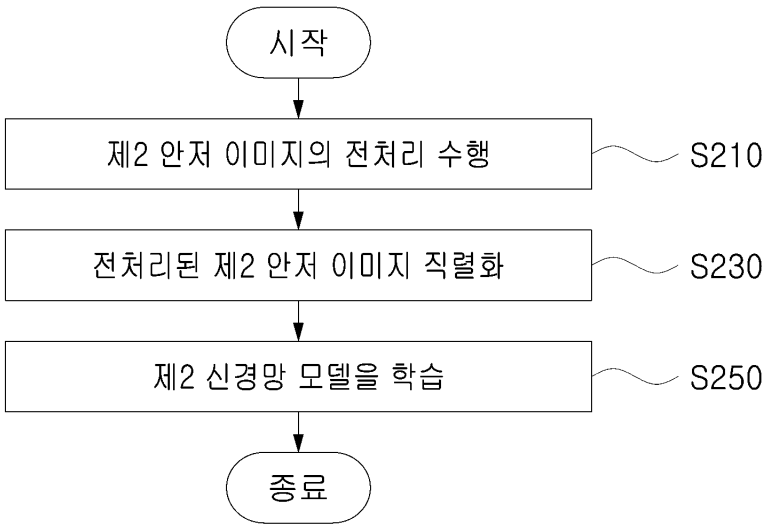 시작
제2 안저 이미지의 전처리 수행
S210
전처리된 제2 안저 이미지 직렬화
S230
제2 신경망 모델을 학습
S250
종료